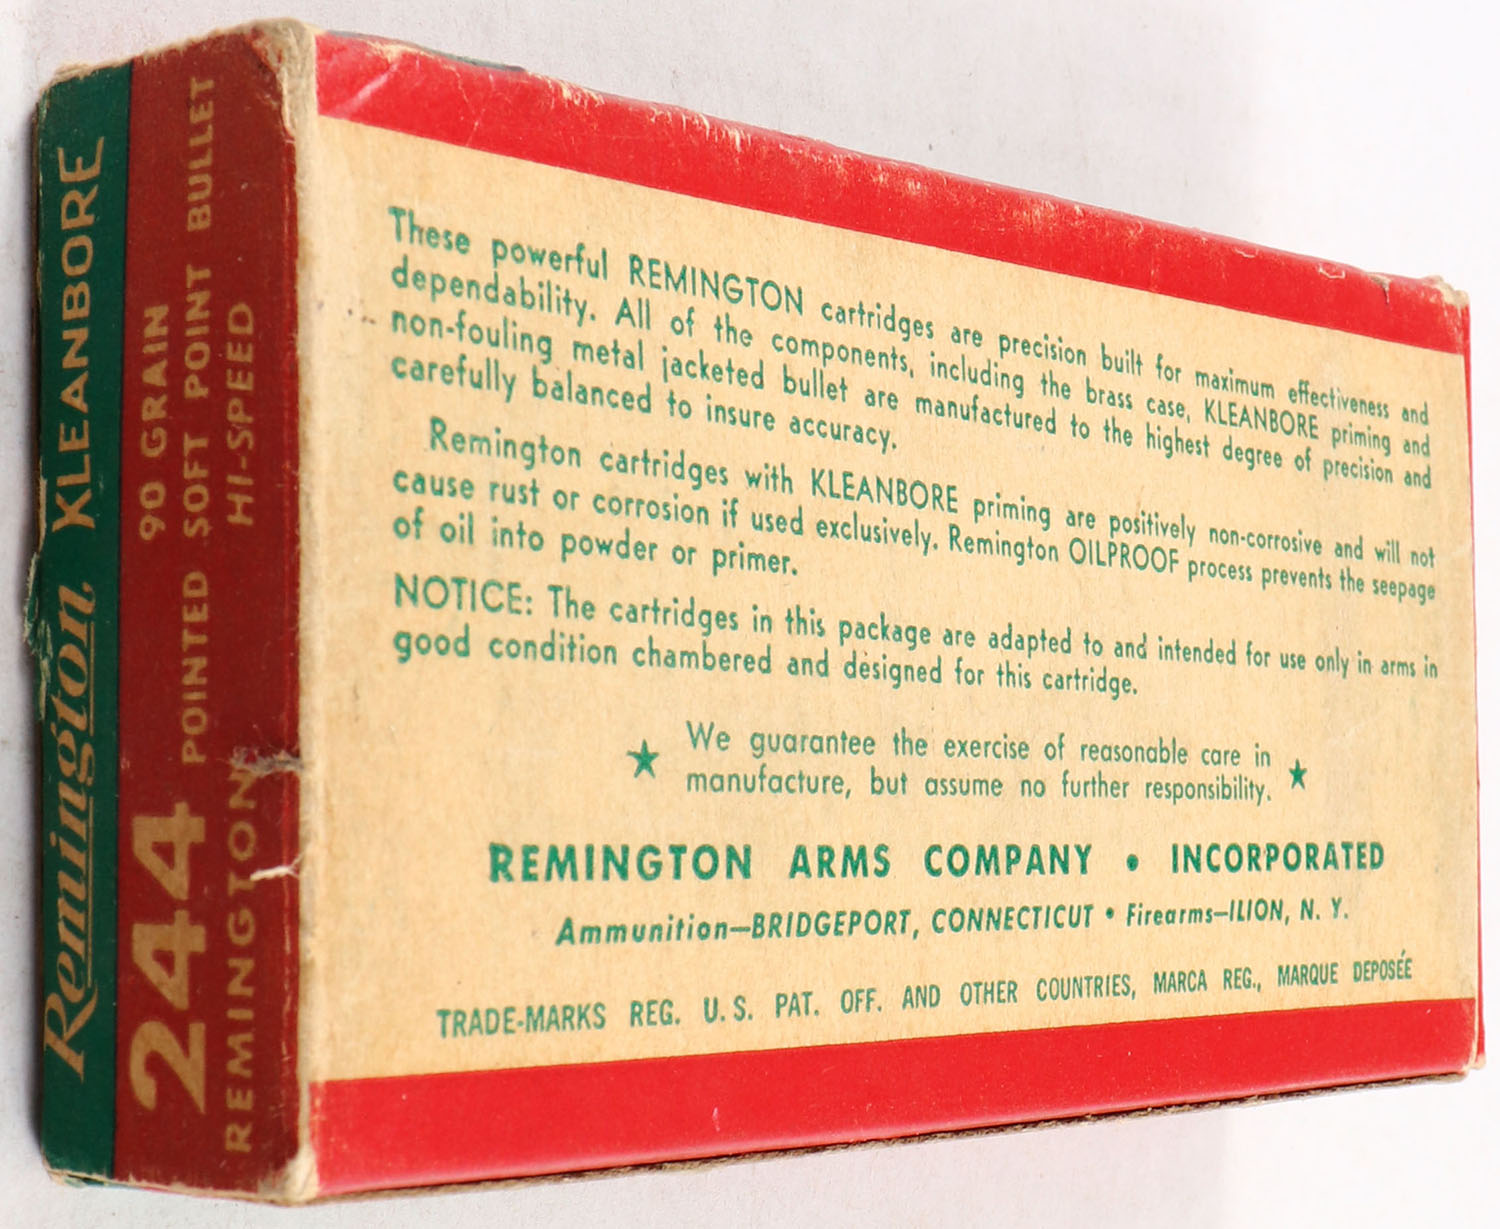 Remington KLEANBORE
244
REMINGTON
90 GRAIN
POINTED SOFT POINT BULLET
HI-SPEED
These powerful REMINGTON cartridges are precision built for maximum effectiveness and
dependability. All of the components, including the brass case, KLEANBORE priming and
non-fouling metal jacketed bullet are manufactured to the highest degree of precision and
carefully balanced to insure accuracy.
Remington cartridges with KLEANBORE priming are positively non-corrosive and will not
cause rust or corrosion if used exclusively. Remington OILPROOF process prevents the seepage
of oil into powder or primer.
NOTICE: The cartridges in this package are adapted to and intended for use only in arms in
good condition chambered and designed for this cartridge.
★ We guarantee the exercise of reasonable care in
manufacture, but assume no further responsibility. ★
REMINGTON ARMS COMPANY • INCORPORATED
Ammunition—BRIDGEPORT, CONNECTICUT • Firearms—ILION, N. Y.
TRADE-MARKS REG. U. S. PAT. OFF. AND OTHER COUNTRIES, MARCA REG., MARQUE DEPOSÉE